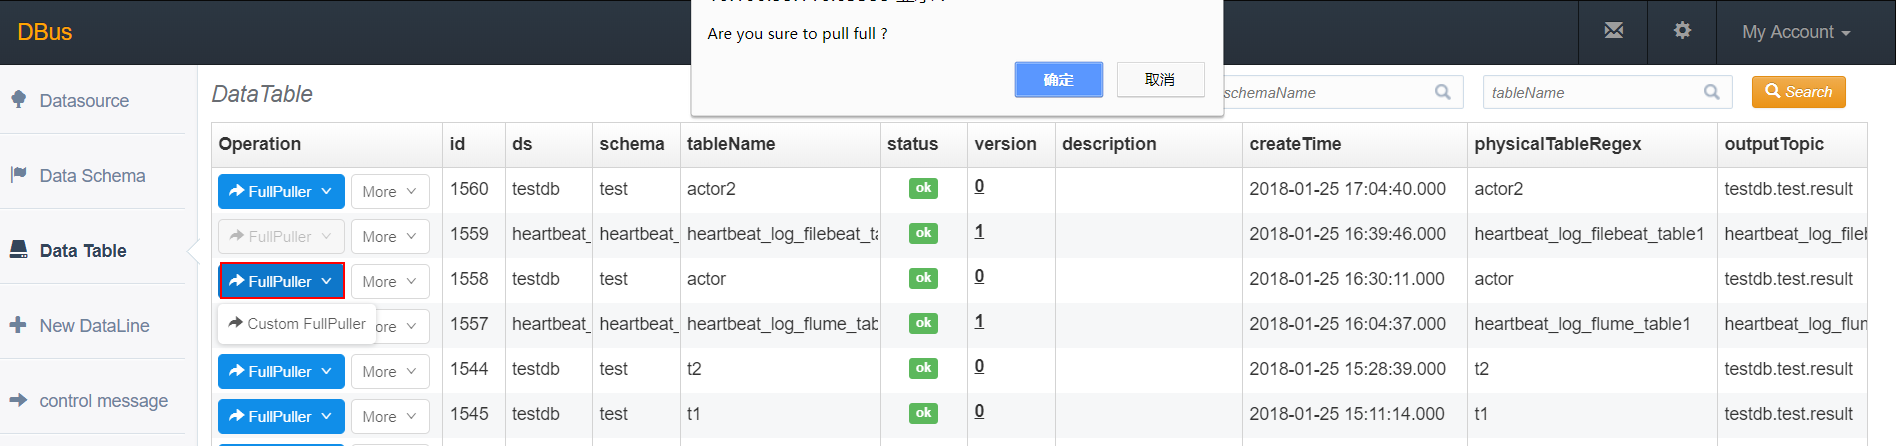 DBus
My Account
Are you sure to pull full ?
确定 取消
Datasource
Data Schema
Data Table
New DataLine
control message
DataTable
schemaName tableName Search
Operation id ds schema tableName status version description createTime physicalTableRegex outputTopic
FullPuller More 1560 testdb test actor2 ok 0 2018-01-25 17:04:40.000 actor2 testdb.test.result
FullPuller More 1559 heartbeat_ heartbeat_ heartbeat_log_filebeat_ta ok 1 2018-01-25 16:39:46.000 heartbeat_log_filebeat_table1 heartbeat_log_fileb
FullPuller More 1558 testdb test actor ok 0 2018-01-25 16:30:11.000 actor testdb.test.result
Custom FullPuller ore 1557 heartbeat_ heartbeat_ heartbeat_log_flume_tab ok 1 2018-01-25 16:04:37.000 heartbeat_log_flume_table1 heartbeat_log_flum
FullPuller More 1544 testdb test t2 ok 0 2018-01-25 15:28:39.000 t2 testdb.test.result
FullPuller More 1545 testdb test t1 ok 0 2018-01-25 15:11:14.000 t1 testdb.test.result